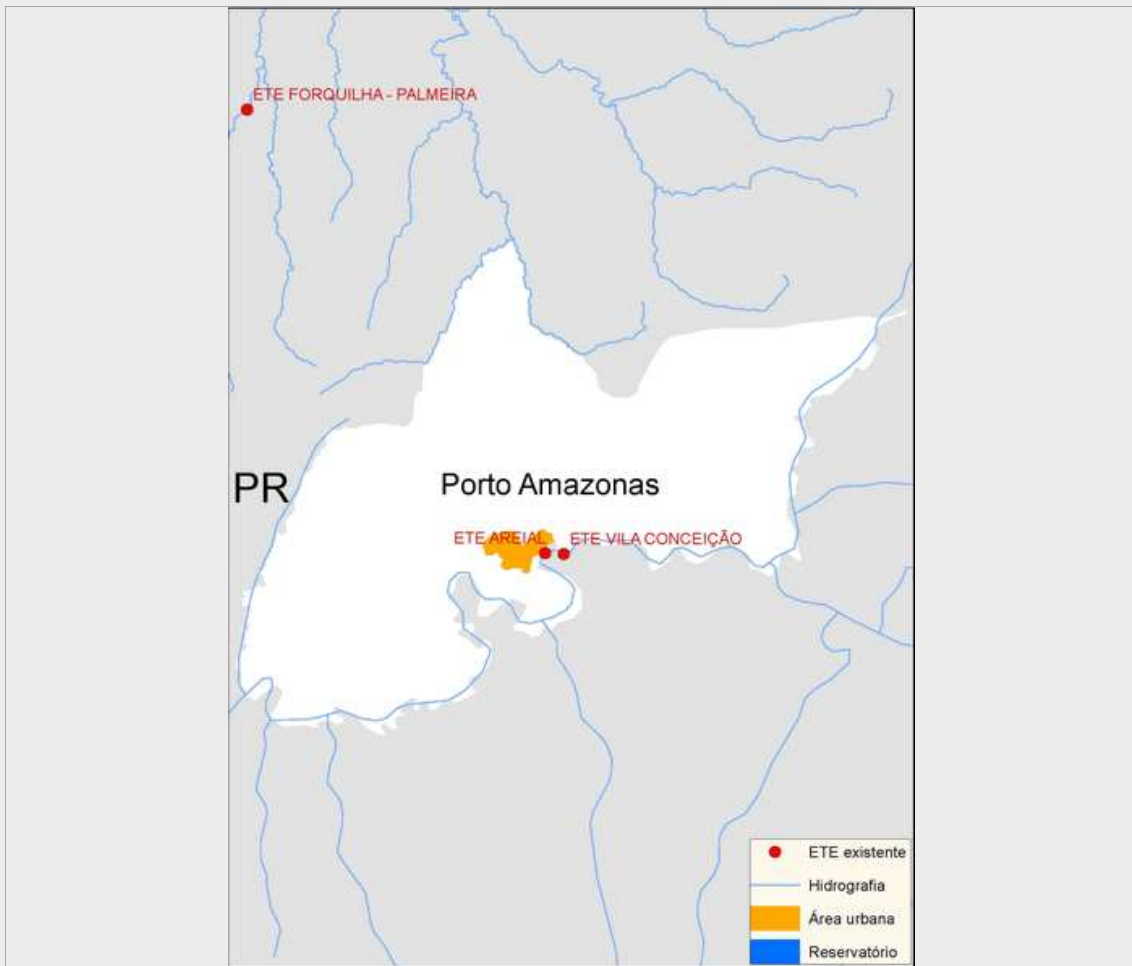 ETE FORQUILHA - PALMEIRA
PR
Porto Amazonas
ETE AREIAL
ETE VILA CONCEIÇÃO
ETE existente
Hidrografia
Área urbana
Reservatório